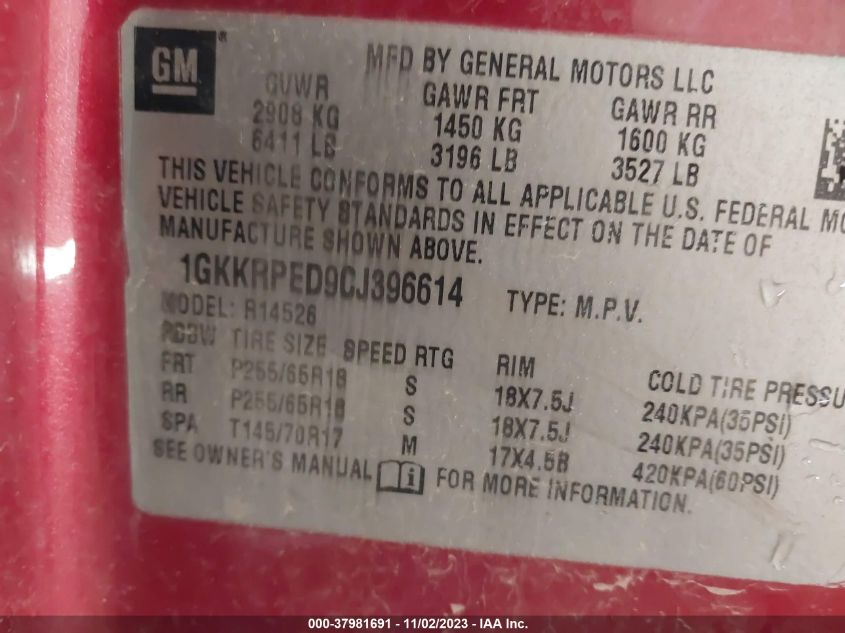 GM
MFD BY GENERAL MOTORS LLC
GVWR GAWR FRT GAWR RR
2908 KG 1450 KG 1600 KG
6411 LB 3196 LB 3527 LB
THIS VEHICLE CONFORMS TO ALL APPLICABLE U.S. FEDERAL MO
VEHICLE SAFETY STANDARDS IN EFFECT ON THE DATE OF
MANUFACTURE SHOWN ABOVE.
1GKKRPED9CJ396614 TYPE: M.P.V.
MODEL: R14526
TIRE SIZE SPEED RTG RIM COLD TIRE PRESSU
FRT P255/65R18 S 18X7.5J 240KPA(35PSI)
RR P255/65R18 S 18X7.5J 240KPA(35PSI)
SPA T145/70R17 M 17X4.5B 420KPA(60PSI)
SEE OWNER'S MANUAL i FOR MORE INFORMATION.
000-37981691 - 11/02/2023 - IAA Inc.